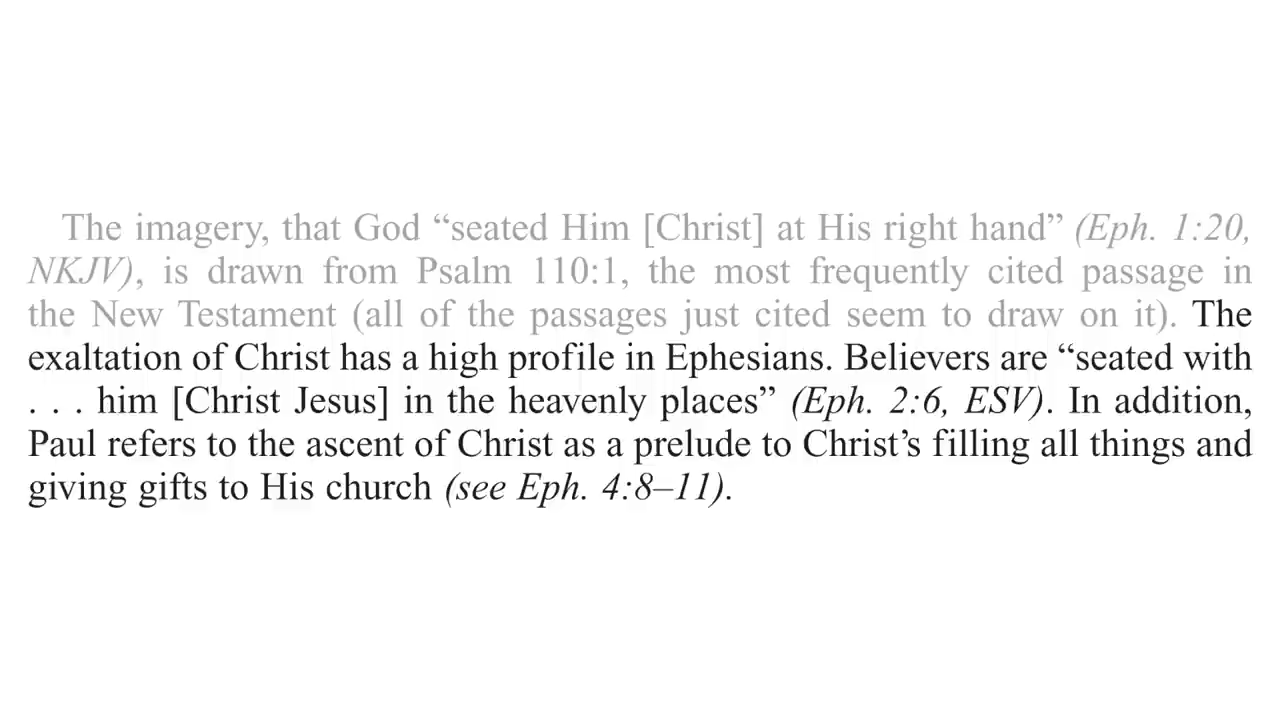 The imagery, that God “seated Him [Christ] at His right hand” (Eph. 1:20,
NKJV), is drawn from Psalm 110:1, the most frequently cited passage in
the New Testament (all of the passages just cited seem to draw on it). The
exaltation of Christ has a high profile in Ephesians. Believers are “seated with
. . . him [Christ Jesus] in the heavenly places” (Eph. 2:6, ESV). In addition,
Paul refers to the ascent of Christ as a prelude to Christ’s filling all things and
giving gifts to His church (see Eph. 4:8–11).